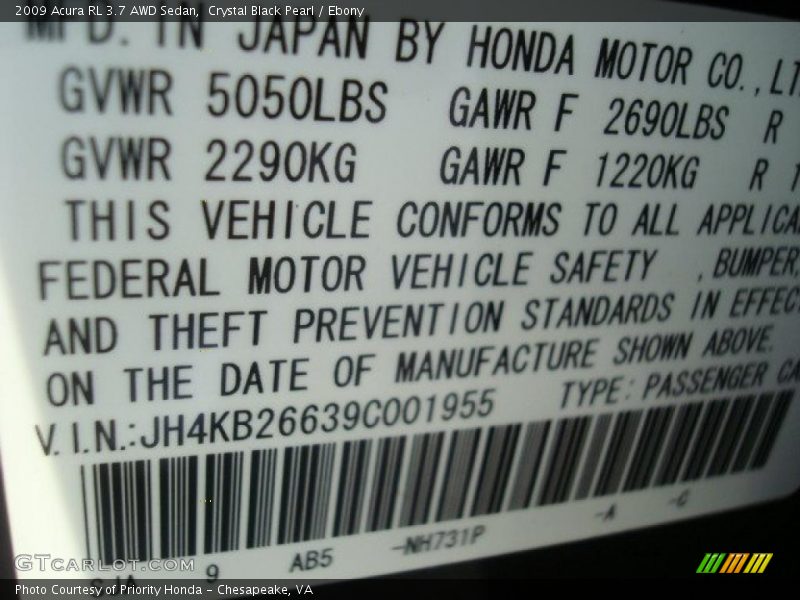 2009 Acura RL 3.7 AWD Sedan, Crystal Black Pearl / Ebony
MFD. IN JAPAN BY HONDA MOTOR CO.,
GVWR 5050LBS GAWR F 2690LBS R
GVWR 2290KG GAWR F 1220KG R
THIS VEHICLE CONFORMS TO ALL
FEDERAL MOTOR VEHICLE SAFETY , BUMPER,
AND THEFT PREVENTION STANDARDS IN
ON THE DATE OF MANUFACTURE SHOWN ABOVE.
V.I.N.:JH4KB26639C001955 TYPE: PASSENGER
9 AB5 -NH731P -A -C
GTCarLot.com
Photo Courtesy of Priority Honda - Chesapeake, VA